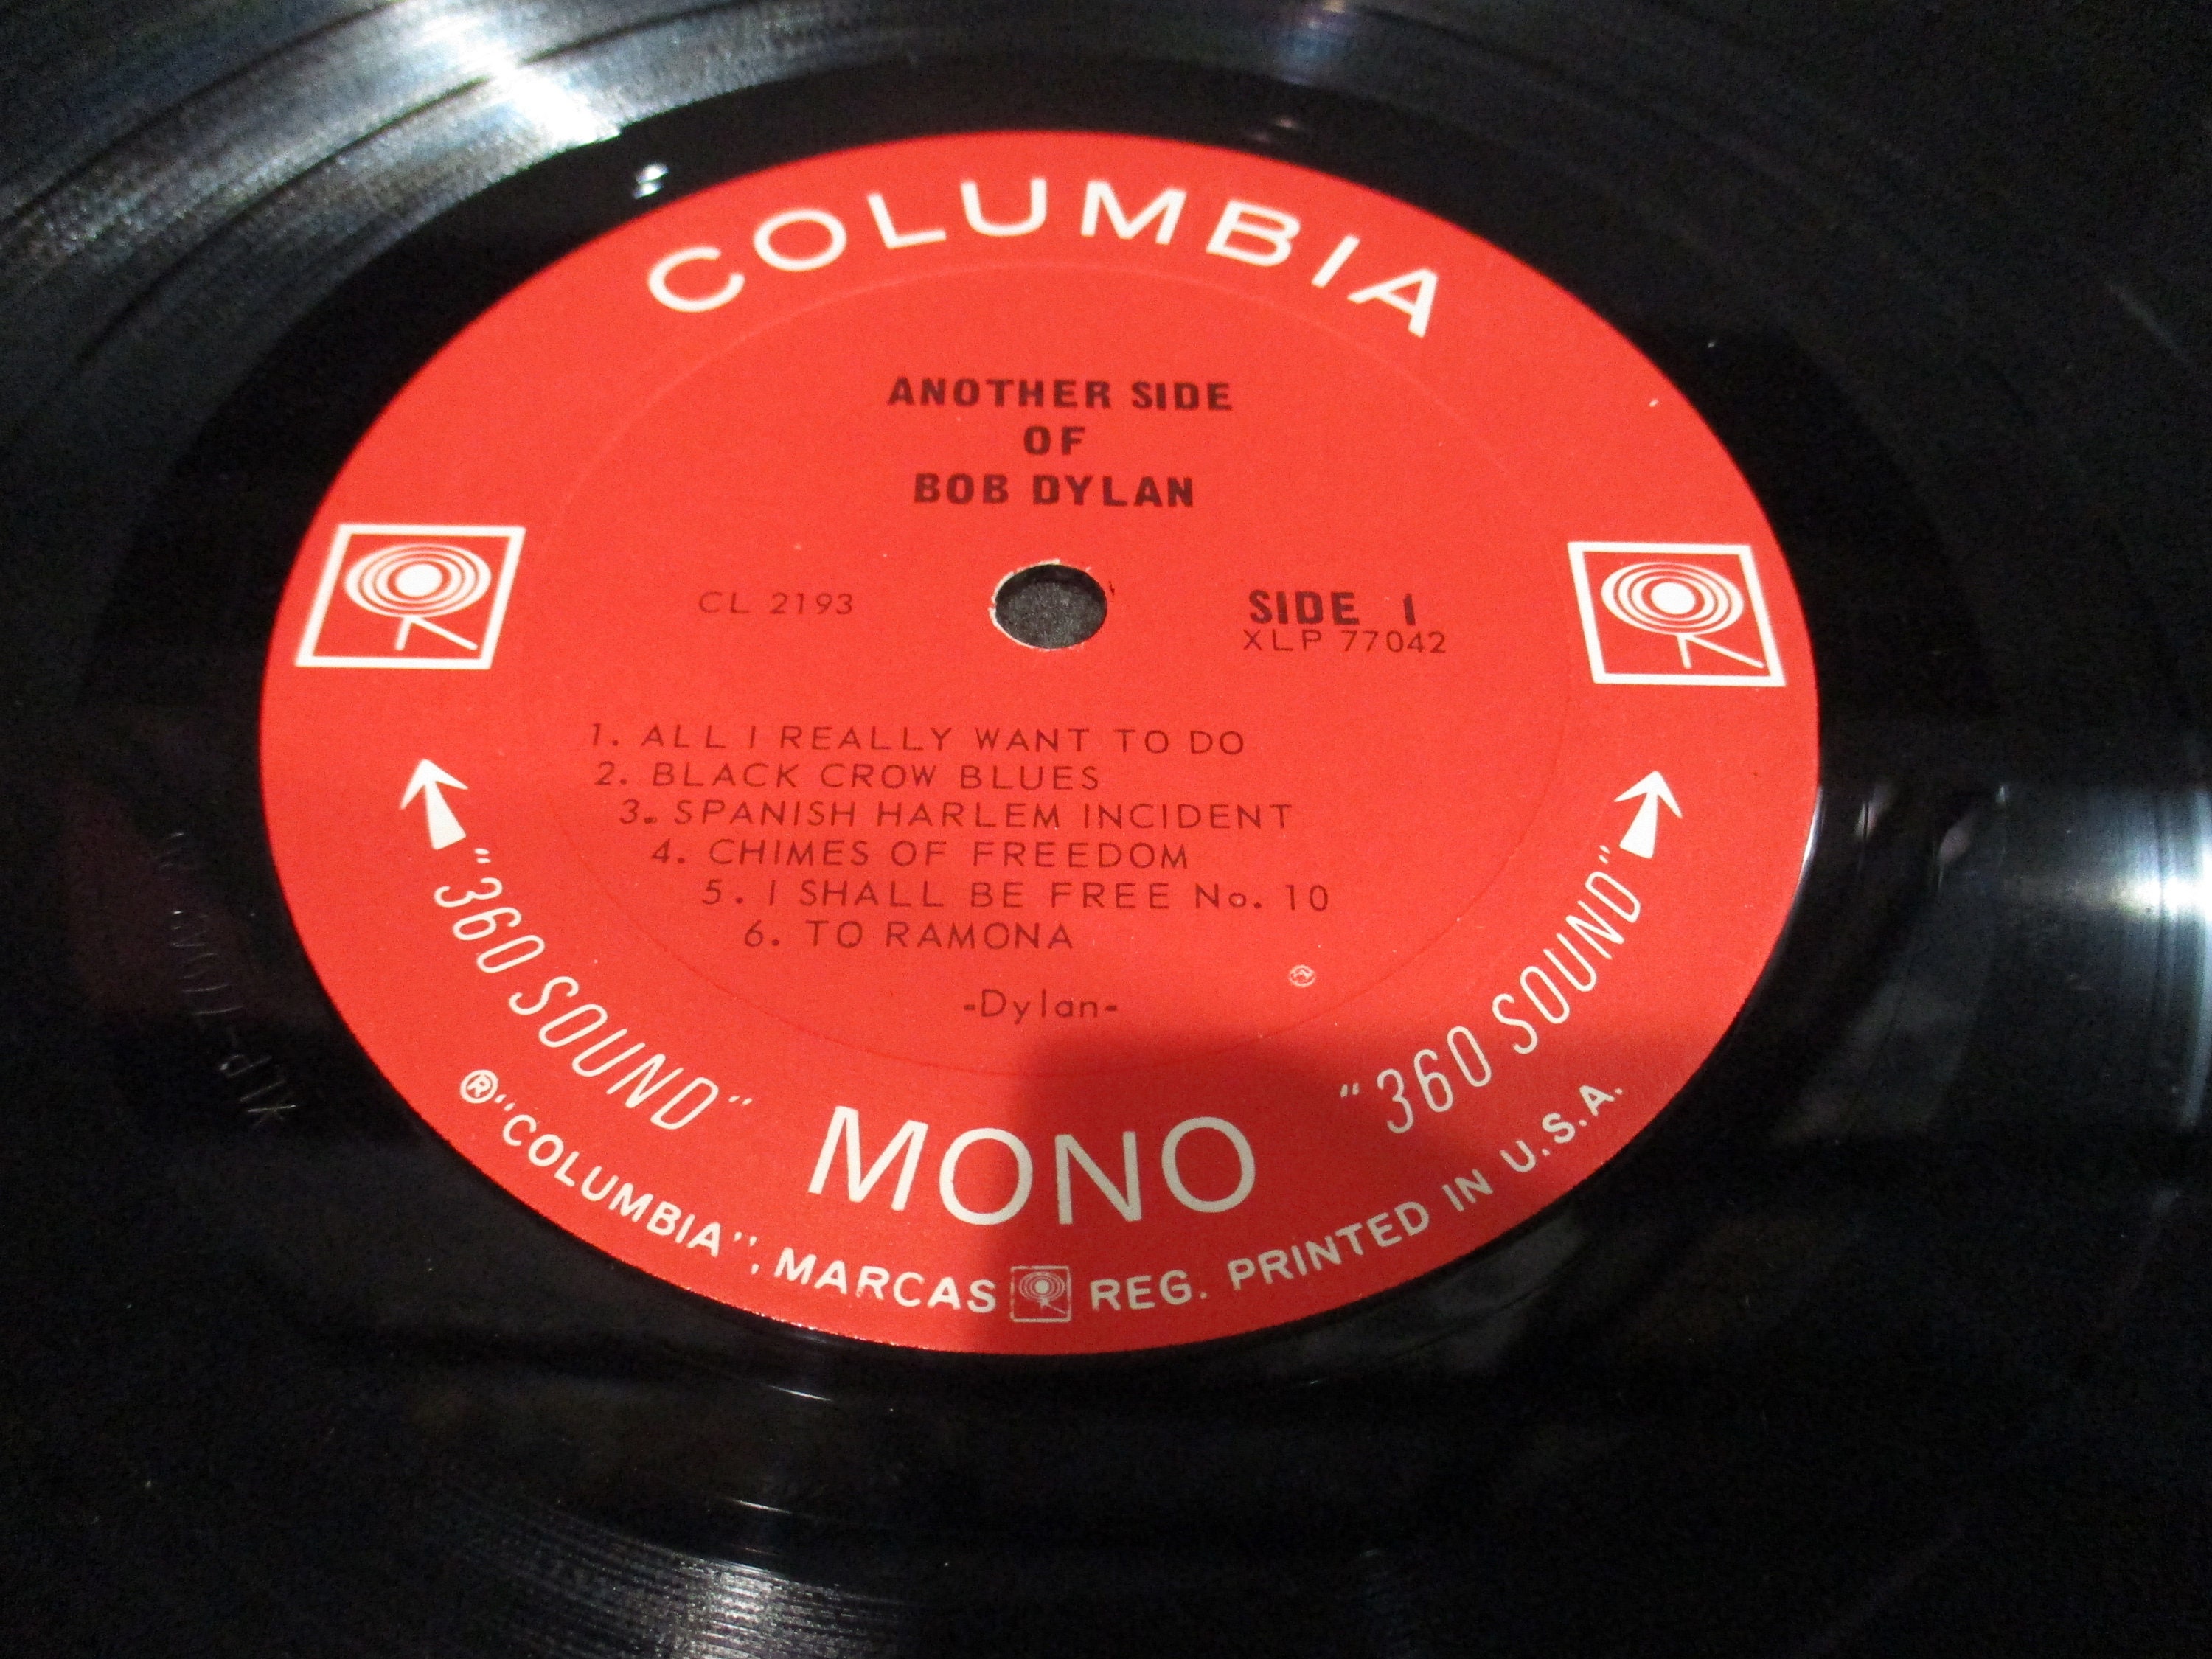 COLUMBIA
ANOTHER SIDE
OF
BOB DYLAN
CL 2193
SIDE 1
XLP 77042
1. ALL I REALLY WANT TO DO
2. BLACK CROW BLUES
3. SPANISH HARLEM INCIDENT
4. CHIMES OF FREEDOM
5. I SHALL BE FREE No. 10
6. TO RAMONA
-Dylan-
"360 SOUND" MONO "360 SOUND"
® "COLUMBIA", MARCAS REG. PRINTED IN U.S.A.